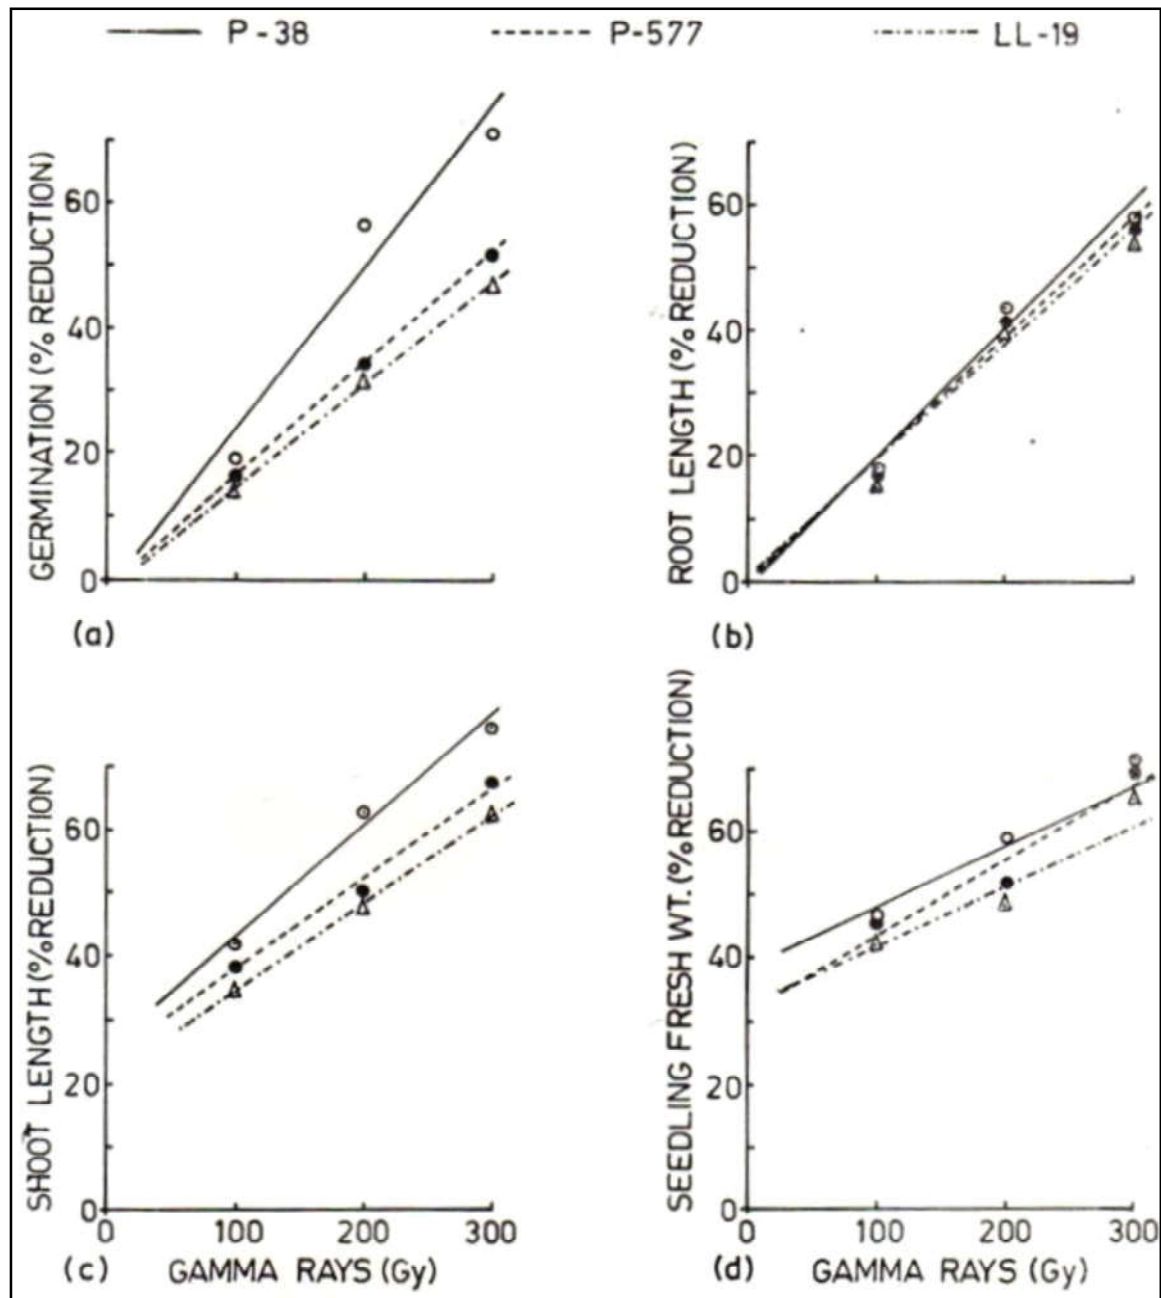 P-38 P-577 LL-19
GERMINATION (% REDUCTION)
60
40
20
0
(a)
ROOT LENGTH (% REDUCTION)
60
40
20
0
(b)
SHOOT LENGTH (% REDUCTION)
60
40
20
0
0 100 200 300
(c) GAMMA RAYS (Gy)
SEEDLING FRESH WT. (% REDUCTION)
60
40
20
0
0 100 200 300
(d) GAMMA RAYS (Gy)